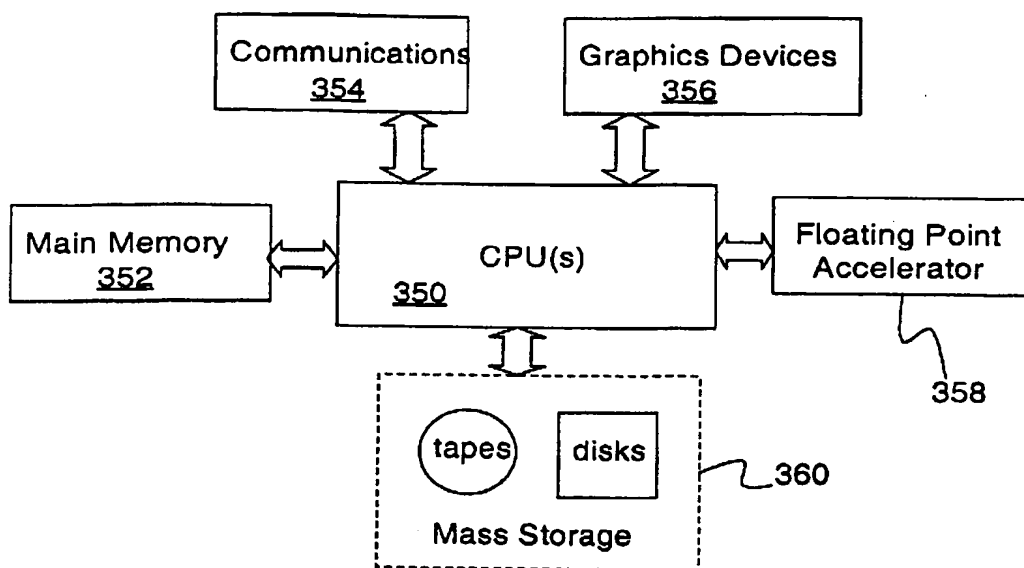 Communications
354
Graphics Devices
356
Main Memory
352
CPU(s)
350
Floating Point
Accelerator
358
tapes
disks
360
Mass Storage